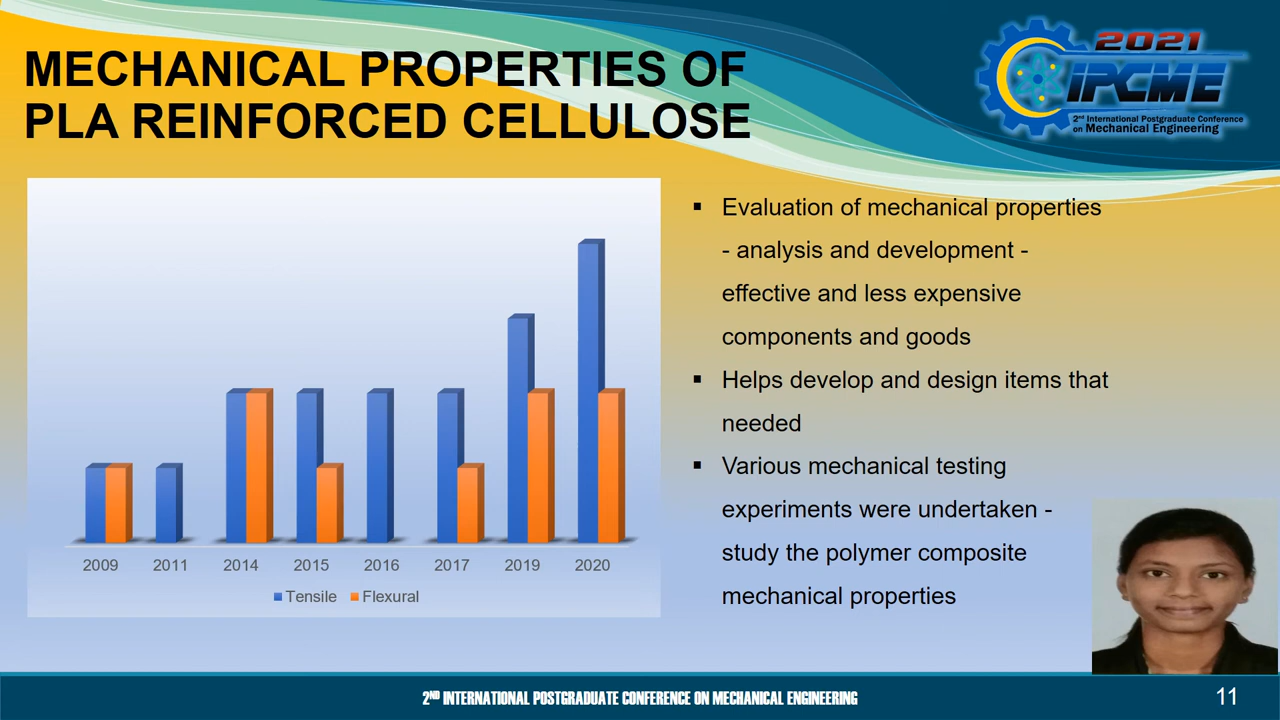 MECHANICAL PROPERTIES OF
PLA REINFORCED CELLULOSE
2021
IPCME
2nd International Postgraduate Conference
on Mechanical Engineering
2009 2011 2014 2015 2016 2017 2019 2020
Tensile Flexural
▪ Evaluation of mechanical properties
- analysis and development -
effective and less expensive
components and goods
▪ Helps develop and design items that
needed
▪ Various mechanical testing
experiments were undertaken -
study the polymer composite
mechanical properties
2ND INTERNATIONAL POSTGRADUATE CONFERENCE ON MECHANICAL ENGINEERING
11